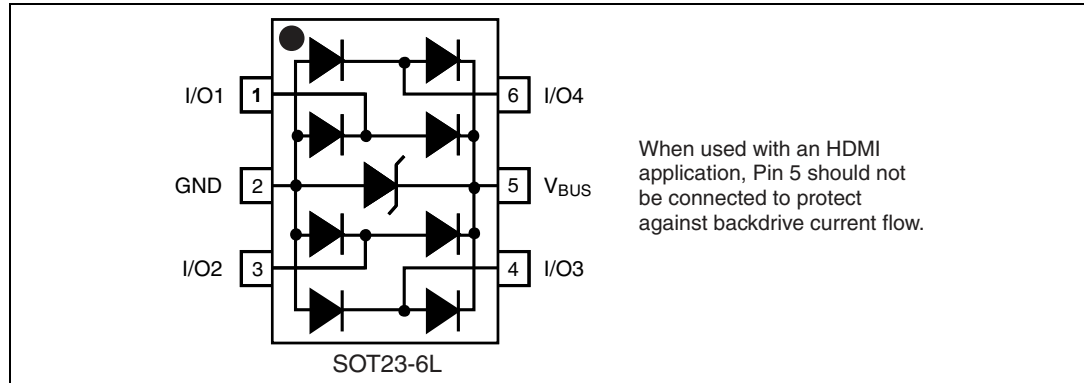 I/O1 1
6 I/O4
GND 2
5 VBUS
I/O2 3
4 I/O3
SOT23-6L
When used with an HDMI
application, Pin 5 should not
be connected to protect
against backdrive current flow.